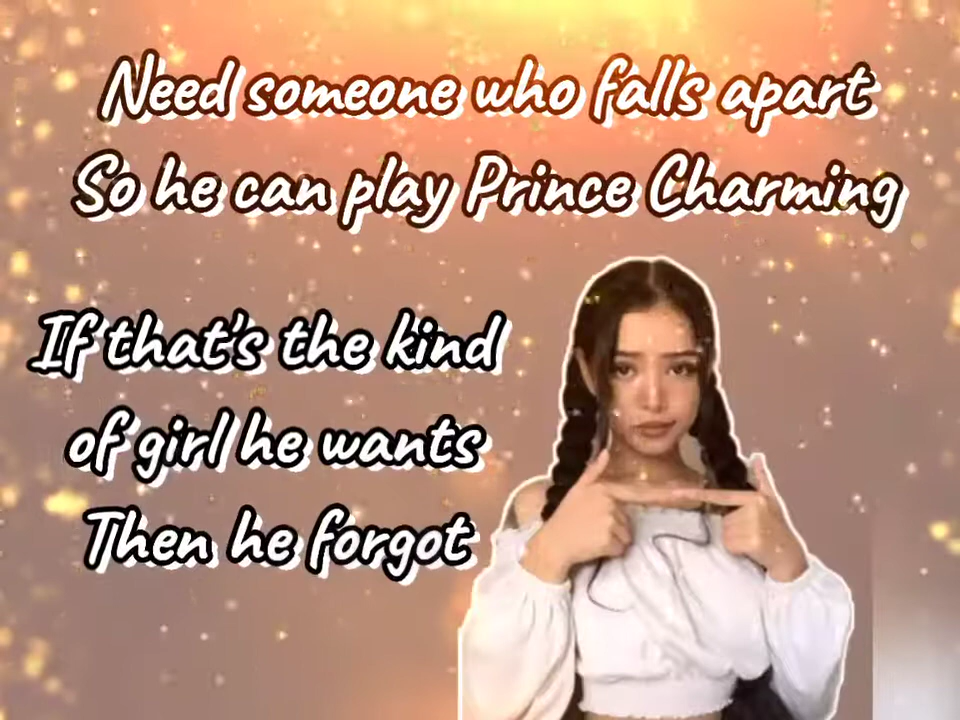 Need someone who falls apart
So he can play Prince Charming
If that's the kind
of girl he wants
Then he forgot